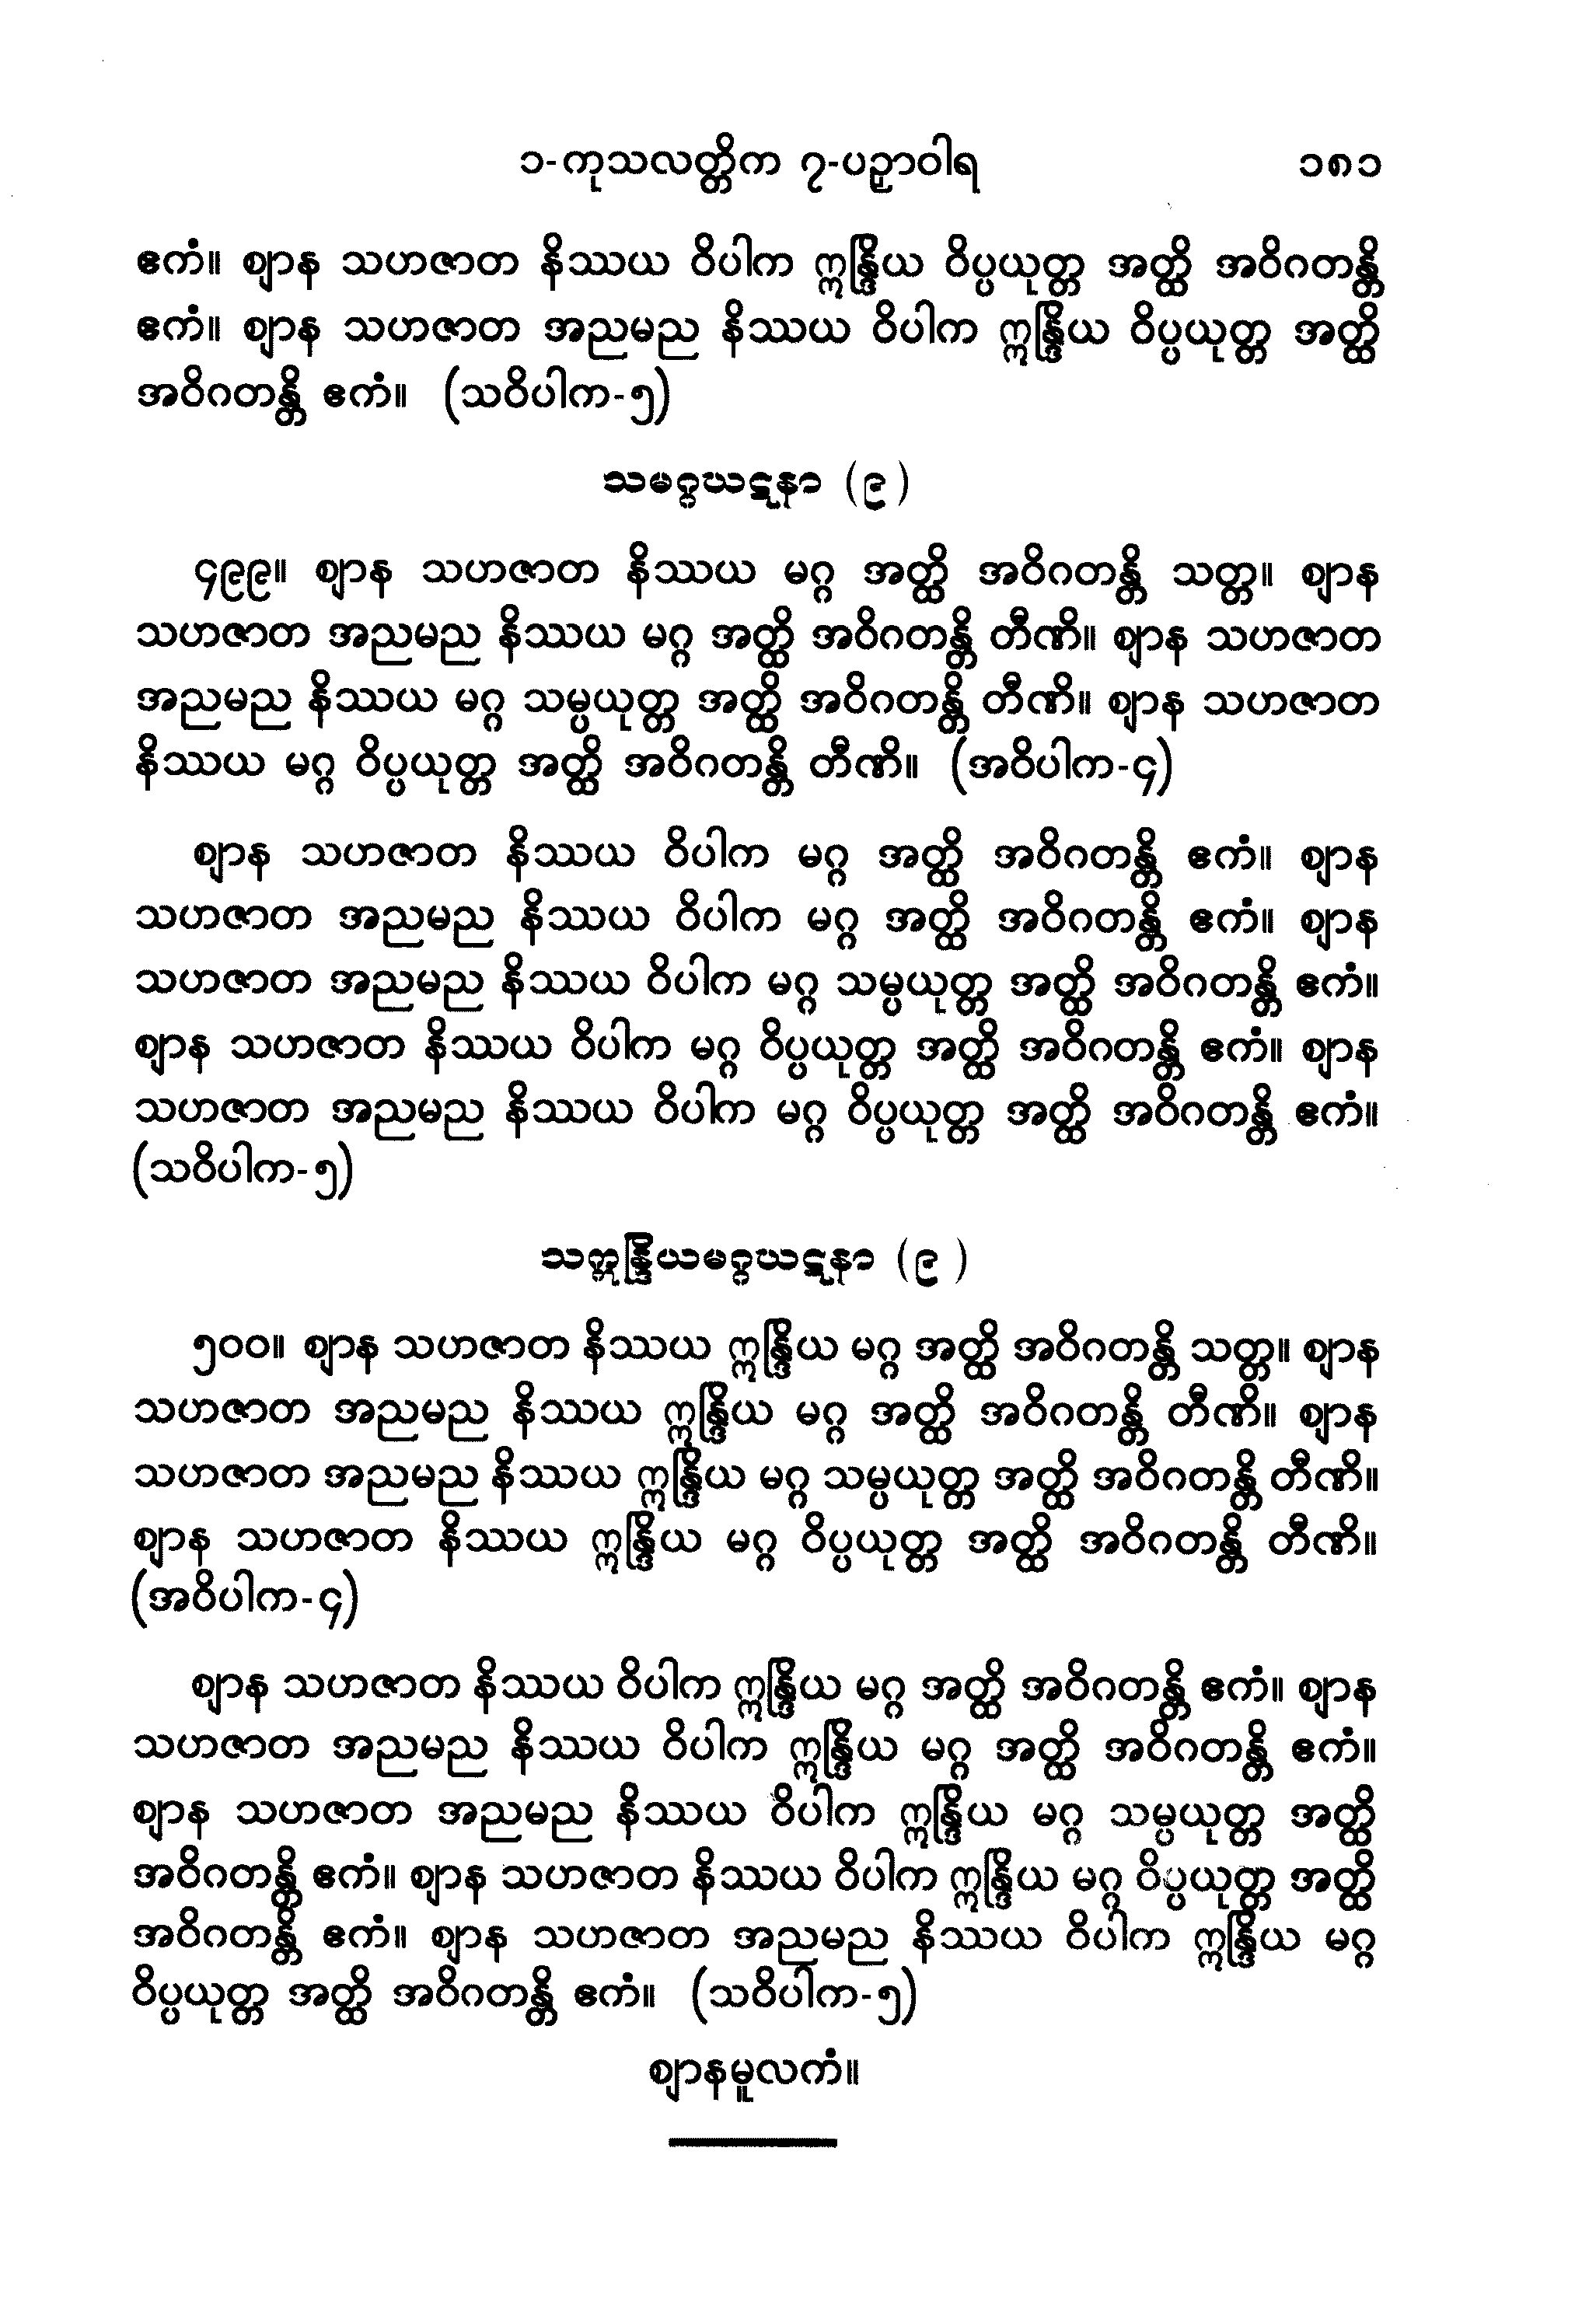 ၁-ကုသလတ္တိက ၇-ပဉှာဝါရ ၁၈၁
ဧကံ။ ဈာန သဟဇာတ နိဿယ ဝိပါက ဣန္ဒြိယ ဝိပ္ပယုတ္တ အတ္ထိ အဝိဂတန္တိ
ဧကံ။ ဈာန သဟဇာတ အညမည နိဿယ ဝိပါက ဣန္ဒြိယ ဝိပ္ပယုတ္တ အတ္ထိ
အဝိဂတန္တိ ဧကံ။ (သဝိပါက-၅)
သမဂ္ဂဃဋနာ (၉)
၄၉၉။ ဈာန သဟဇာတ နိဿယ မဂ္ဂ အတ္ထိ အဝိဂတန္တိ သတ္တ။ ဈာန
သဟဇာတ အညမည နိဿယ မဂ္ဂ အတ္ထိ အဝိဂတန္တိ တီဏိ။ ဈာန သဟဇာတ
အညမည နိဿယ မဂ္ဂ သမ္ပယုတ္တ အတ္ထိ အဝိဂတန္တိ တီဏိ။ ဈာန သဟဇာတ
နိဿယ မဂ္ဂ ဝိပ္ပယုတ္တ အတ္ထိ အဝိဂတန္တိ တီဏိ။ (အဝိပါက-၄)
ဈာန သဟဇာတ နိဿယ ဝိပါက မဂ္ဂ အတ္ထိ အဝိဂတန္တိ ဧကံ။ ဈာန
သဟဇာတ အညမည နိဿယ ဝိပါက မဂ္ဂ အတ္ထိ အဝိဂတန္တိ ဧကံ။ ဈာန
သဟဇာတ အညမည နိဿယ ဝိပါက မဂ္ဂ သမ္ပယုတ္တ အတ္ထိ အဝိဂတန္တိ ဧကံ။
ဈာန သဟဇာတ နိဿယ ဝိပါက မဂ္ဂ ဝိပ္ပယုတ္တ အတ္ထိ အဝိဂတန္တိ ဧကံ။ ဈာန
သဟဇာတ အညမည နိဿယ ဝိပါက မဂ္ဂ ဝိပ္ပယုတ္တ အတ္ထိ အဝိဂတန္တိ ဧကံ။
(သဝိပါက-၅)
သဣန္ဒြိယမဂ္ဂဃဋနာ (၉)
၅၀၀။ ဈာန သဟဇာတ နိဿယ ဣန္ဒြိယ မဂ္ဂ အတ္ထိ အဝိဂတန္တိ သတ္တ။ ဈာန
သဟဇာတ အညမည နိဿယ ဣန္ဒြိယ မဂ္ဂ အတ္ထိ အဝိဂတန္တိ တီဏိ။ ဈာန
သဟဇာတ အညမည နိဿယ ဣန္ဒြိယ မဂ္ဂ သမ္ပယုတ္တ အတ္ထိ အဝိဂတန္တိ တီဏိ။
ဈာန သဟဇာတ နိဿယ ဣန္ဒြိယ မဂ္ဂ ဝိပ္ပယုတ္တ အတ္ထိ အဝိဂတန္တိ တီဏိ။
(အဝိပါက-၄)
ဈာန သဟဇာတ နိဿယ ဝိပါက ဣန္ဒြိယ မဂ္ဂ အတ္ထိ အဝိဂတန္တိ ဧကံ။ ဈာန
သဟဇာတ အညမည နိဿယ ဝိပါက ဣန္ဒြိယ မဂ္ဂ အတ္ထိ အဝိဂတန္တိ ဧကံ။
ဈာန သဟဇာတ အညမည နိဿယ ဝိပါက ဣန္ဒြိယ မဂ္ဂ သမ္ပယုတ္တ အတ္ထိ
အဝိဂတန္တိ ဧကံ။ ဈာန သဟဇာတ နိဿယ ဝိပါက ဣန္ဒြိယ မဂ္ဂ ဝိပ္ပယုတ္တ အတ္ထိ
အဝိဂတန္တိ ဧကံ။ ဈာန သဟဇာတ အညမည နိဿယ ဝိပါက ဣန္ဒြိယ မဂ္ဂ
ဝိပ္ပယုတ္တ အတ္ထိ အဝိဂတန္တိ ဧကံ။ (သဝိပါက-၅)
ဈာနမူလကံ။